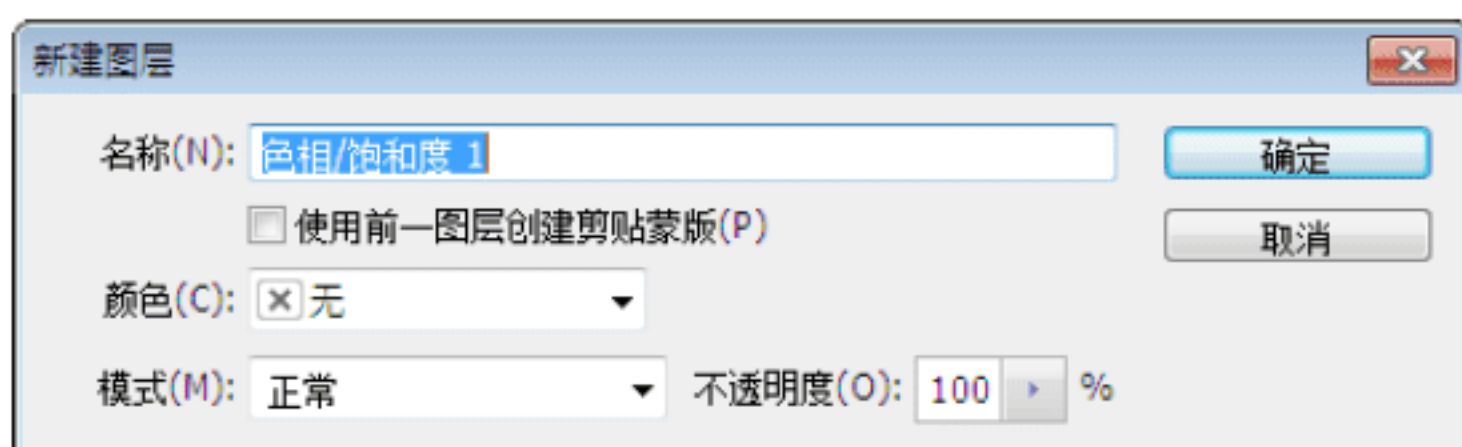 新建图层
名称(N): 色相/饱和度 1 确定
使用前一图层创建剪贴蒙版(P) 取消
颜色(C): 无
模式(M): 正常 不透明度(O): 100 %